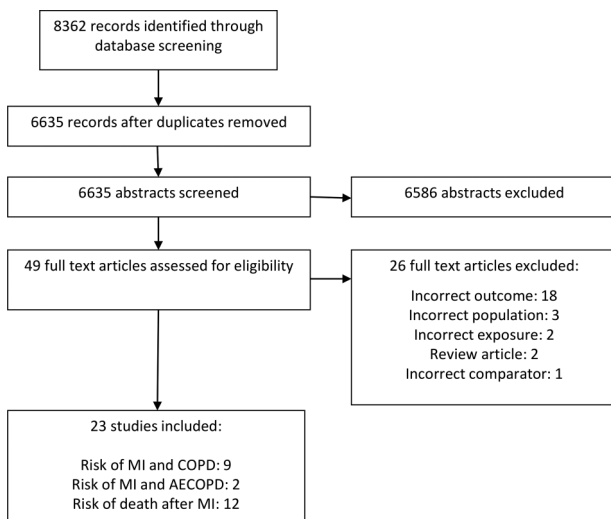 8362 records identified through
database screening
6635 records after duplicates removed
6635 abstracts screened
6586 abstracts excluded
49 full text articles assessed for eligibility
26 full text articles excluded:
Incorrect outcome: 18
Incorrect population: 3
Incorrect exposure: 2
Review article: 2
Incorrect comparator: 1
23 studies included:
Risk of MI and COPD: 9
Risk of MI and AECOPD: 2
Risk of death after MI: 12